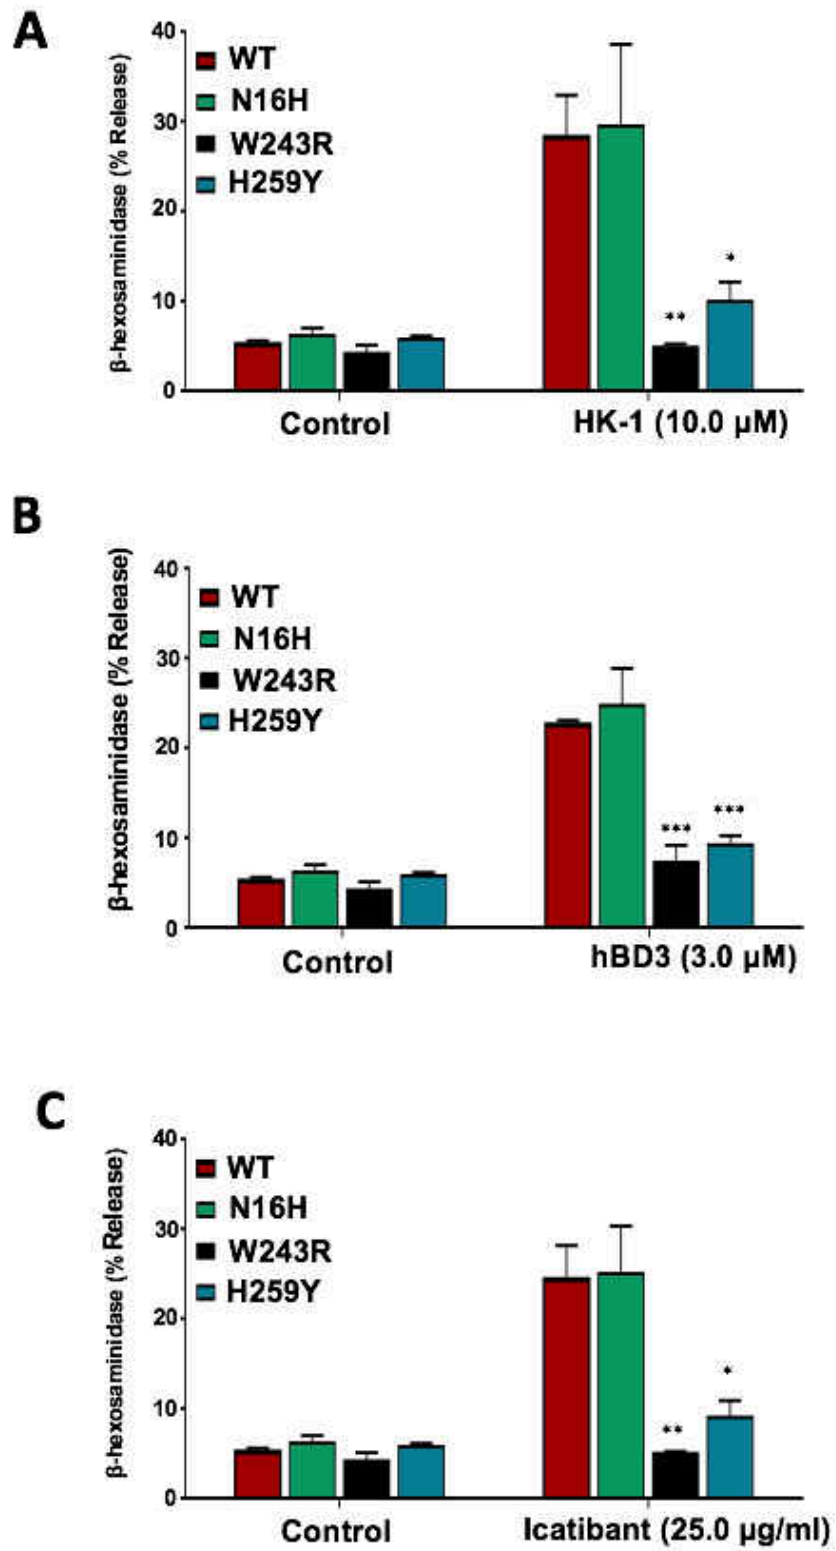 A
β-hexosaminidase (% Release)
40
30
20
10
0
WT
N16H
W243R
H259Y
**
*
Control
HK-1 (10.0 µM)
B
β-hexosaminidase (% Release)
40
30
20
10
0
WT
N16H
W243R
H259Y
***
***
Control
hBD3 (3.0 µM)
C
β-hexosaminidase (% Release)
40
30
20
10
0
WT
N16H
W243R
H259Y
**
*
Control
Icatibant (25.0 µg/ml)